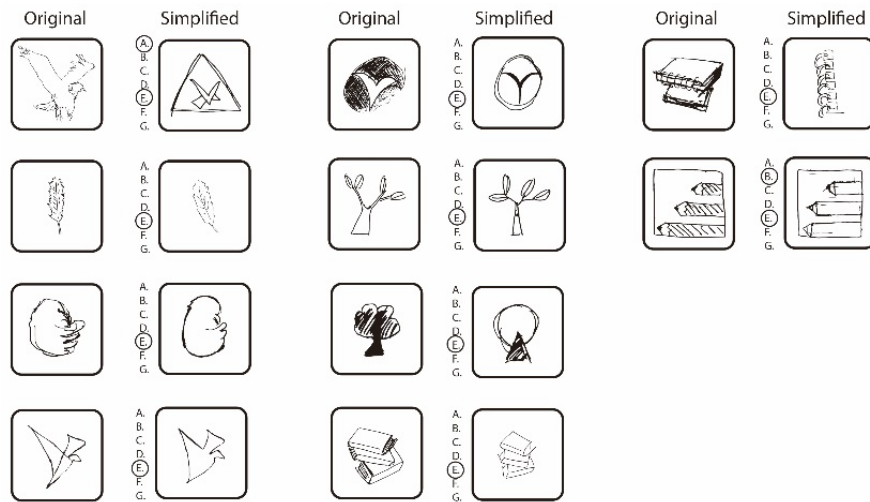 Original Simplified Original Simplified Original Simplified
A.
B.
C.
D.
E.
F.
G.
A.
B.
C.
D.
E.
F.
G.
A.
B.
C.
D.
E.
F.
G.
A.
B.
C.
D.
E.
F.
G.
A.
B.
C.
D.
E.
F.
G.
A.
B.
C.
D.
E.
F.
G.
A.
B.
C.
D.
E.
F.
G.
A.
B.
C.
D.
E.
F.
G.
A.
B.
C.
D.
E.
F.
G.
A.
B.
C.
D.
E.
F.
G.